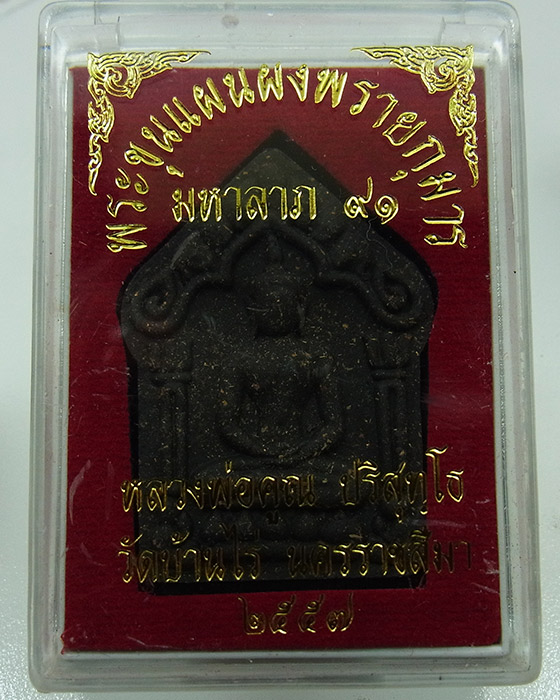 พระขุนแผนผงพรายกุมาร
มหาลาภ ๙๑
หลวงพ่อคูณ ปริสุทฺโธ
วัดบ้านไร่ นครราชสีมา
๒๕๕๗